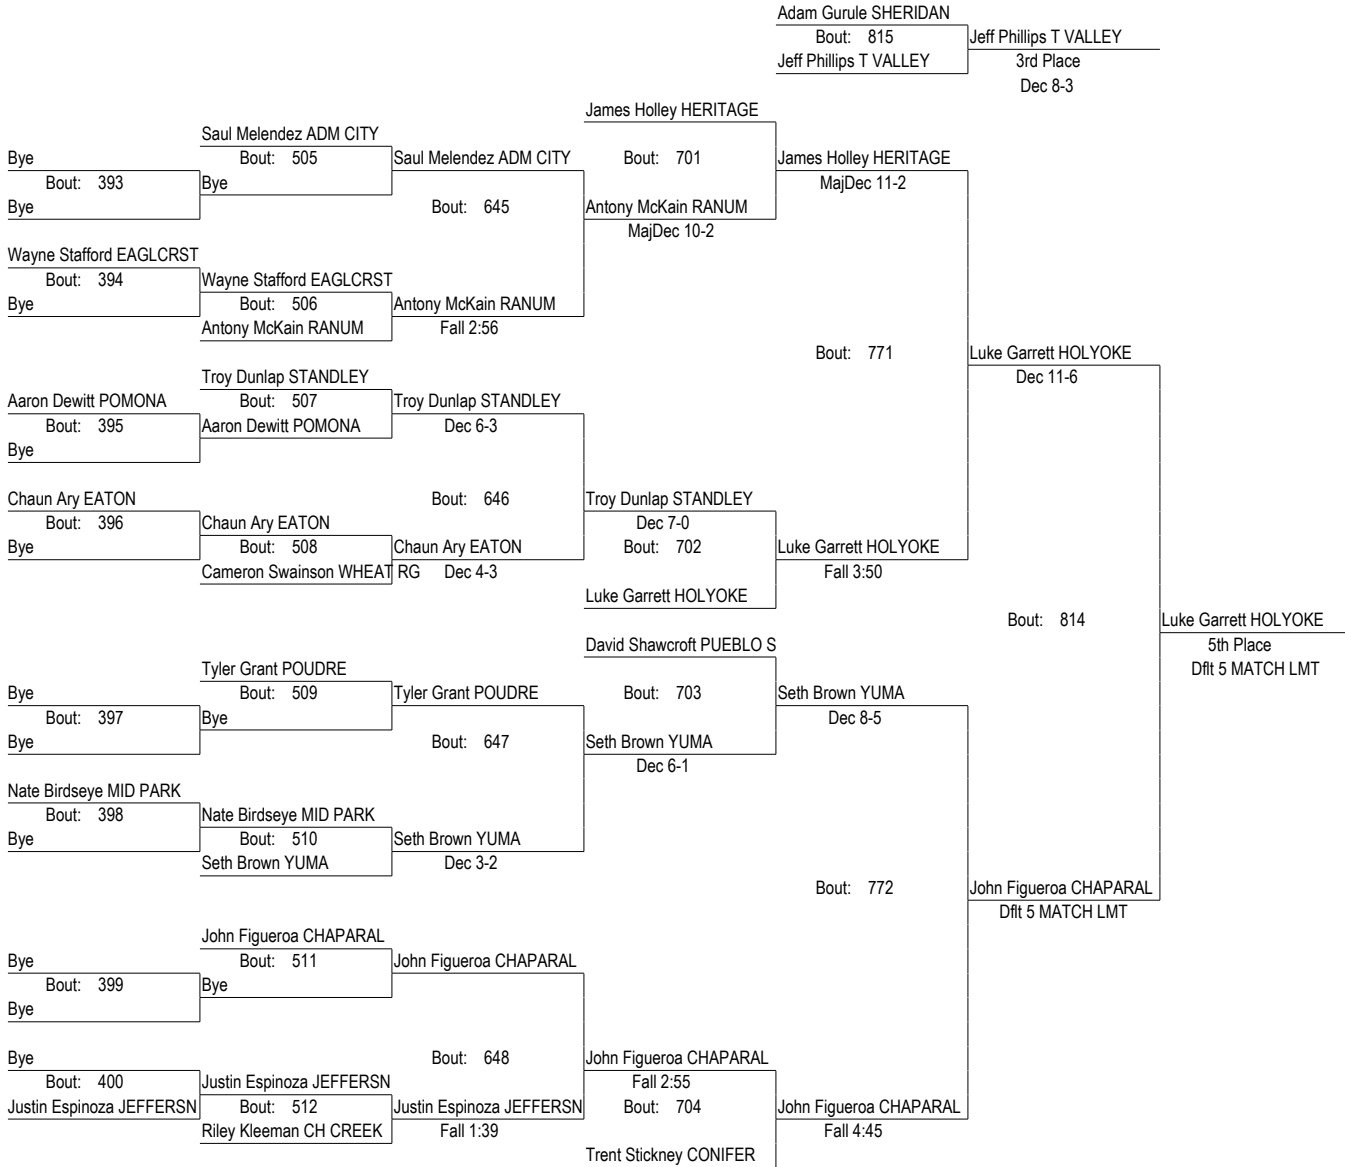 Adam Gurule SHERIDAN
Bout: 815
Jeff Phillips T VALLEY
Jeff Phillips T VALLEY
3rd Place
Dec 8-3
James Holley HERITAGE
Saul Melendez ADM CITY
Bye
Bout: 505
Saul Melendez ADM CITY
Bout: 701
James Holley HERITAGE
Bout: 393
Bye
MajDec 11-2
Bye
Bout: 645
Antony McKain RANUM
MajDec 10-2
Wayne Stafford EAGLCRST
Bout: 394
Wayne Stafford EAGLCRST
Bye
Bout: 506
Antony McKain RANUM
Antony McKain RANUM
Fall 2:56
Bout: 771
Luke Garrett HOLYOKE
Dec 11-6
Troy Dunlap STANDLEY
Aaron Dewitt POMONA
Bout: 507
Troy Dunlap STANDLEY
Bout: 395
Aaron Dewitt POMONA
Dec 6-3
Bye
Chaun Ary EATON
Bout: 646
Troy Dunlap STANDLEY
Bout: 396
Chaun Ary EATON
Dec 7-0
Bye
Bout: 508
Chaun Ary EATON
Bout: 702
Luke Garrett HOLYOKE
Cameron Swainson WHEAT RG
Dec 4-3
Fall 3:50
Luke Garrett HOLYOKE
Bout: 814
Luke Garrett HOLYOKE
5th Place
Dflt 5 MATCH LMT
David Shawcroft PUEBLO S
Tyler Grant POUDRE
Bye
Bout: 509
Tyler Grant POUDRE
Bout: 703
Seth Brown YUMA
Bout: 397
Bye
Dec 8-5
Bye
Bout: 647
Seth Brown YUMA
Dec 6-1
Nate Birdseye MID PARK
Bout: 398
Nate Birdseye MID PARK
Bye
Bout: 510
Seth Brown YUMA
Seth Brown YUMA
Dec 3-2
Bout: 772
John Figueroa CHAPARAL
Dflt 5 MATCH LMT
John Figueroa CHAPARAL
Bye
Bout: 511
John Figueroa CHAPARAL
Bout: 399
Bye
Bye
Bye
Bout: 648
John Figueroa CHAPARAL
Bout: 400
Justin Espinoza JEFFERSN
Fall 2:55
Justin Espinoza JEFFERSN
Bout: 512
Justin Espinoza JEFFERSN
Bout: 704
John Figueroa CHAPARAL
Riley Kleeman CH CREEK
Fall 1:39
Fall 4:45
Trent Stickney CONIFER